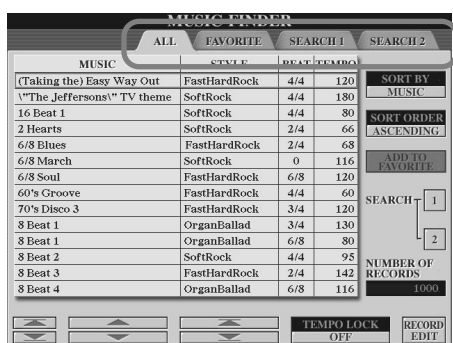 MUSIC FINDER
ALL FAVORITE SEARCH 1 SEARCH 2
MUSIC STYLE BEAT TEMPO
(Taking the) Easy Way Out FastHardRock 4/4 120
\"The Jeffersons\" TV theme SoftRock 4/4 180
16 Beat 1 SoftRock 4/4 80
2 Hearts SoftRock 2/4 66
6/8 Blues FastHardRock 2/4 68
6/8 March SoftRock 0 116
6/8 Soul FastHardRock 6/8 120
60's Groove FastHardRock 4/4 60
70's Disco 3 FastHardRock 3/4 120
8 Beat 1 OrganBallad 3/4 130
8 Beat 1 OrganBallad 6/8 80
8 Beat 2 SoftRock 4/4 95
8 Beat 3 FastHardRock 2/4 142
8 Beat 4 OrganBallad 6/8 116
SORT BY
MUSIC
SORT ORDER
ASCENDING
ADD TO
FAVORITE
SEARCH 1
2
NUMBER OF
RECORDS
1000
TEMPO LOCK
OFF
RECORD
EDIT